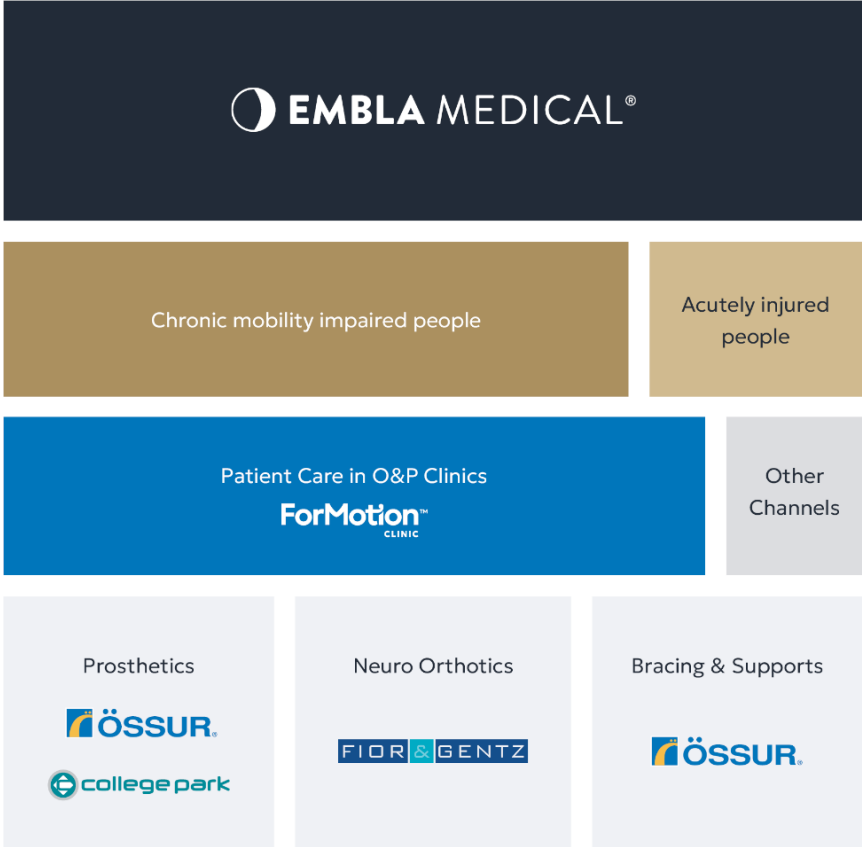 EMBLA MEDICAL®
Chronic mobility impaired people
Acutely injured
people
Patient Care in O&P Clinics
ForMotion™
CLINIC
Other
Channels
Prosthetics
ÖSSUR®
college park
Neuro Orthotics
FIOR & GENTZ
Bracing & Supports
ÖSSUR®